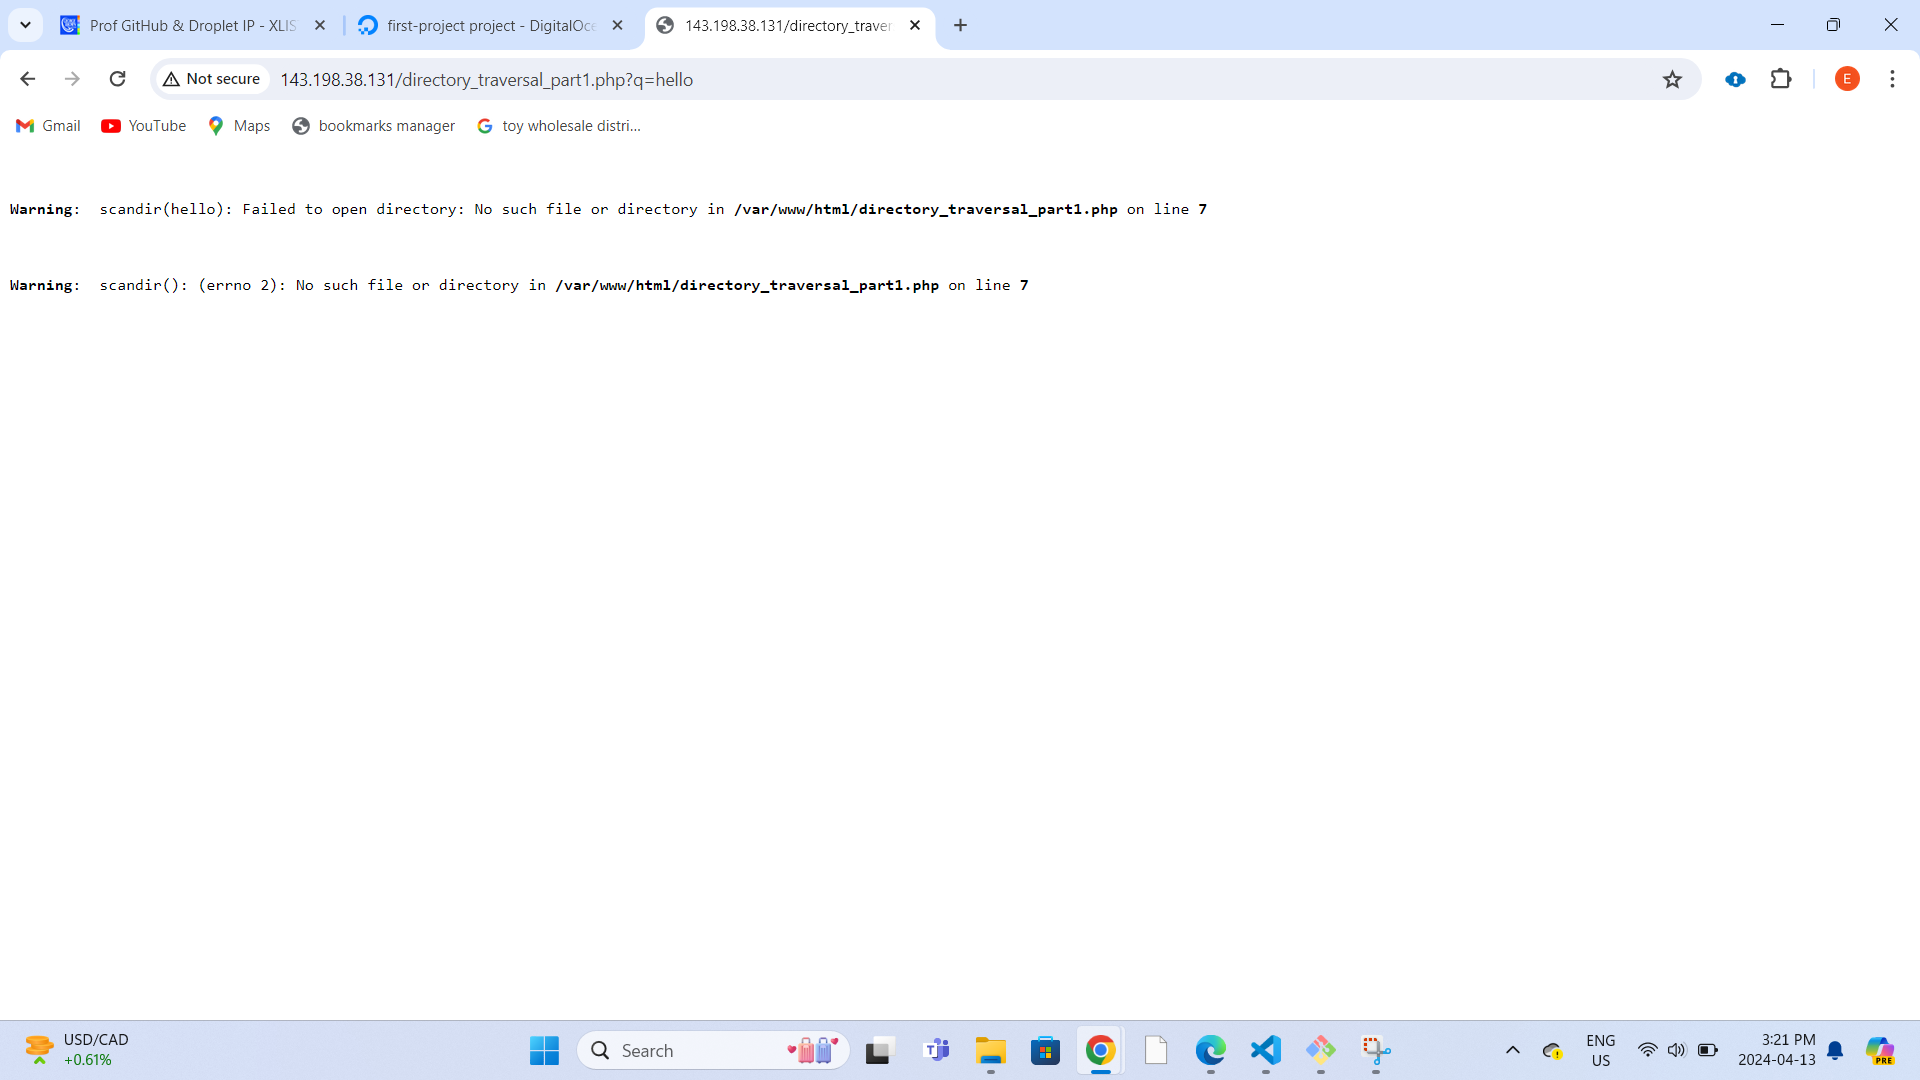 Prof GitHub & Droplet IP - XLIS
first-project project - DigitalOce
143.198.38.131/directory_traver
Not secure
143.198.38.131/directory_traversal_part1.php?q=hello
E
Gmail
YouTube
Maps
bookmarks manager
toy wholesale distri...
Warning:  scandir(hello): Failed to open directory: No such file or directory in /var/www/html/directory_traversal_part1.php on line 7
Warning:  scandir(): (errno 2): No such file or directory in /var/www/html/directory_traversal_part1.php on line 7
USD/CAD
+0.61%
Search
ENG
US
3:21 PM
2024-04-13
PRE